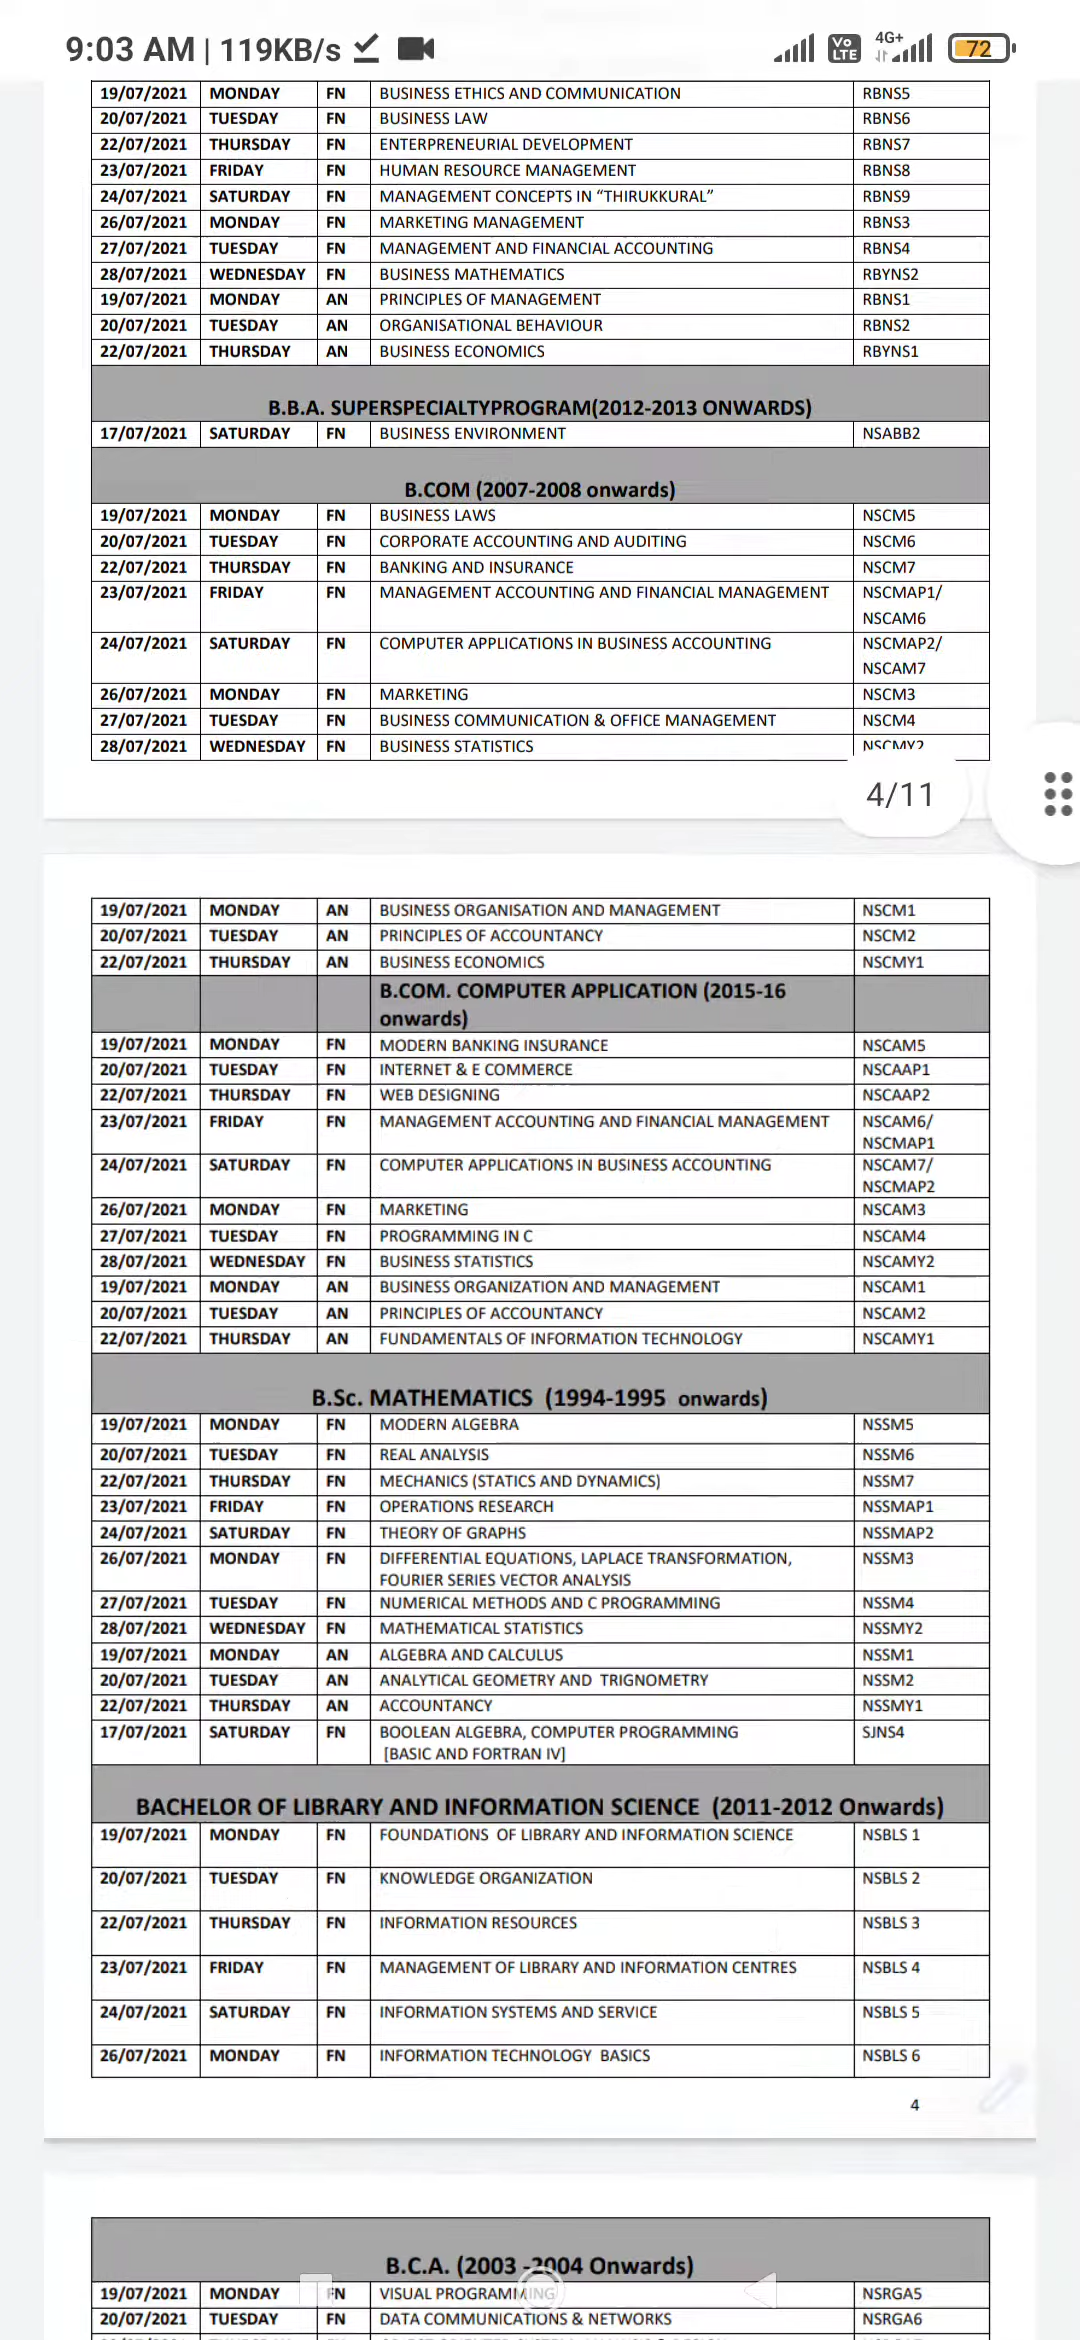 9:03 AM | 119KB/s
Vo LTE 4G+ 72
19/07/2021 MONDAY FN BUSINESS ETHICS AND COMMUNICATION RBNS5
20/07/2021 TUESDAY FN BUSINESS LAW RBNS6
22/07/2021 THURSDAY FN ENTERPRENEURIAL DEVELOPMENT RBNS7
23/07/2021 FRIDAY FN HUMAN RESOURCE MANAGEMENT RBNS8
24/07/2021 SATURDAY FN MANAGEMENT CONCEPTS IN “THIRUKKURAL” RBNS9
26/07/2021 MONDAY FN MARKETING MANAGEMENT RBNS3
27/07/2021 TUESDAY FN MANAGEMENT AND FINANCIAL ACCOUNTING RBNS4
28/07/2021 WEDNESDAY FN BUSINESS MATHEMATICS RBYNS2
19/07/2021 MONDAY AN PRINCIPLES OF MANAGEMENT RBNS1
20/07/2021 TUESDAY AN ORGANISATIONAL BEHAVIOUR RBNS2
22/07/2021 THURSDAY AN BUSINESS ECONOMICS RBYNS1
B.B.A. SUPERSPECIALTYPROGRAM(2012-2013 ONWARDS)
17/07/2021 SATURDAY FN BUSINESS ENVIRONMENT NSABB2
B.COM (2007-2008 onwards)
19/07/2021 MONDAY FN BUSINESS LAWS NSCM5
20/07/2021 TUESDAY FN CORPORATE ACCOUNTING AND AUDITING NSCM6
22/07/2021 THURSDAY FN BANKING AND INSURANCE NSCM7
23/07/2021 FRIDAY FN MANAGEMENT ACCOUNTING AND FINANCIAL MANAGEMENT NSCMAP1/
NSCAM6
24/07/2021 SATURDAY FN COMPUTER APPLICATIONS IN BUSINESS ACCOUNTING NSCMAP2/
NSCAM7
26/07/2021 MONDAY FN MARKETING NSCM3
27/07/2021 TUESDAY FN BUSINESS COMMUNICATION & OFFICE MANAGEMENT NSCM4
28/07/2021 WEDNESDAY FN BUSINESS STATISTICS NSCMY2
4/11
19/07/2021 MONDAY AN BUSINESS ORGANISATION AND MANAGEMENT NSCM1
20/07/2021 TUESDAY AN PRINCIPLES OF ACCOUNTANCY NSCM2
22/07/2021 THURSDAY AN BUSINESS ECONOMICS NSCMY1
B.COM. COMPUTER APPLICATION (2015-16
onwards)
19/07/2021 MONDAY FN MODERN BANKING INSURANCE NSCAM5
20/07/2021 TUESDAY FN INTERNET & E COMMERCE NSCAAP1
22/07/2021 THURSDAY FN WEB DESIGNING NSCAAP2
23/07/2021 FRIDAY FN MANAGEMENT ACCOUNTING AND FINANCIAL MANAGEMENT NSCAM6/
NSCMAP1
24/07/2021 SATURDAY FN COMPUTER APPLICATIONS IN BUSINESS ACCOUNTING NSCAM7/
NSCMAP2
26/07/2021 MONDAY FN MARKETING NSCAM3
27/07/2021 TUESDAY FN PROGRAMMING IN C NSCAM4
28/07/2021 WEDNESDAY FN BUSINESS STATISTICS NSCAMY2
19/07/2021 MONDAY AN BUSINESS ORGANIZATION AND MANAGEMENT NSCAM1
20/07/2021 TUESDAY AN PRINCIPLES OF ACCOUNTANCY NSCAM2
22/07/2021 THURSDAY AN FUNDAMENTALS OF INFORMATION TECHNOLOGY NSCAMY1
B.Sc. MATHEMATICS (1994-1995 onwards)
19/07/2021 MONDAY FN MODERN ALGEBRA NSSM5
20/07/2021 TUESDAY FN REAL ANALYSIS NSSM6
22/07/2021 THURSDAY FN MECHANICS (STATICS AND DYNAMICS) NSSM7
23/07/2021 FRIDAY FN OPERATIONS RESEARCH NSSMAP1
24/07/2021 SATURDAY FN THEORY OF GRAPHS NSSMAP2
26/07/2021 MONDAY FN DIFFERENTIAL EQUATIONS, LAPLACE TRANSFORMATION, NSSM3
FOURIER SERIES VECTOR ANALYSIS
27/07/2021 TUESDAY FN NUMERICAL METHODS AND C PROGRAMMING NSSM4
28/07/2021 WEDNESDAY FN MATHEMATICAL STATISTICS NSSMY2
19/07/2021 MONDAY AN ALGEBRA AND CALCULUS NSSM1
20/07/2021 TUESDAY AN ANALYTICAL GEOMETRY AND TRIGNOMETRY NSSM2
22/07/2021 THURSDAY AN ACCOUNTANCY NSSMY1
17/07/2021 SATURDAY FN BOOLEAN ALGEBRA, COMPUTER PROGRAMMING SJNS4
[BASIC AND FORTRAN IV]
BACHELOR OF LIBRARY AND INFORMATION SCIENCE (2011-2012 Onwards)
19/07/2021 MONDAY FN FOUNDATIONS OF LIBRARY AND INFORMATION SCIENCE NSBLS 1
20/07/2021 TUESDAY FN KNOWLEDGE ORGANIZATION NSBLS 2
22/07/2021 THURSDAY FN INFORMATION RESOURCES NSBLS 3
23/07/2021 FRIDAY FN MANAGEMENT OF LIBRARY AND INFORMATION CENTRES NSBLS 4
24/07/2021 SATURDAY FN INFORMATION SYSTEMS AND SERVICE NSBLS 5
26/07/2021 MONDAY FN INFORMATION TECHNOLOGY BASICS NSBLS 6
4
B.C.A. (2003 -2004 Onwards)
19/07/2021 MONDAY FN VISUAL PROGRAMMING NSRGA5
20/07/2021 TUESDAY FN DATA COMMUNICATIONS & NETWORKS NSRGA6